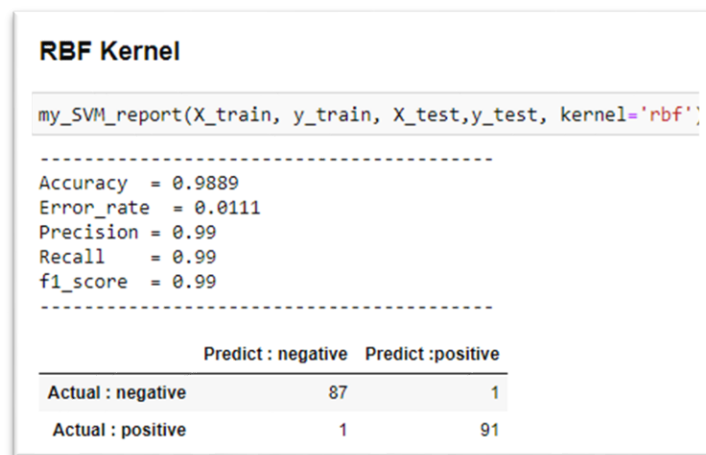 RBF Kernel
my_SVM_report(X_train, y_train, X_test,y_test, kernel='rbf')
----------------------------------------
Accuracy  = 0.9889
Error_rate  = 0.0111
Precision = 0.99
Recall    = 0.99
f1_score  = 0.99
----------------------------------------
Predict : negative Predict :positive
Actual : negative 87 1
Actual : positive 1 91